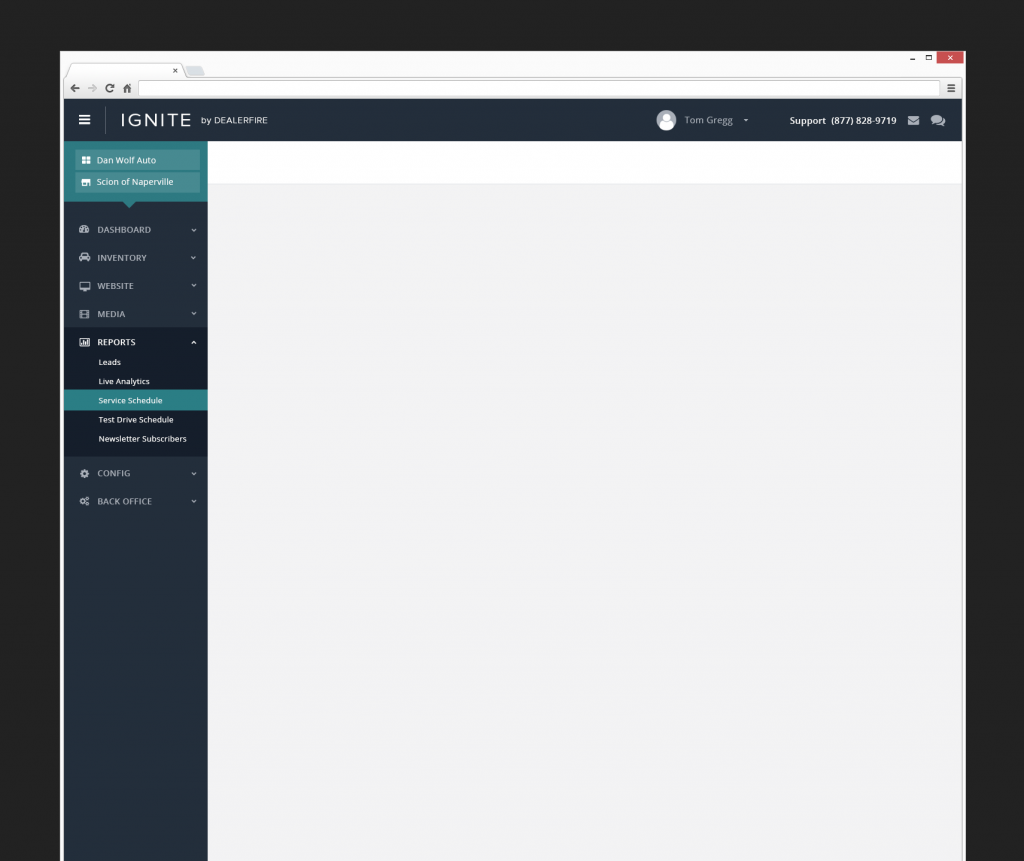 IGNITE by DEALERFIRE
Tom Gregg
Support (877) 828-9719
Dan Wolf Auto
Scion of Naperville
DASHBOARD
INVENTORY
WEBSITE
MEDIA
REPORTS
Leads
Live Analytics
Service Schedule
Test Drive Schedule
Newsletter Subscribers
CONFIG
BACK OFFICE